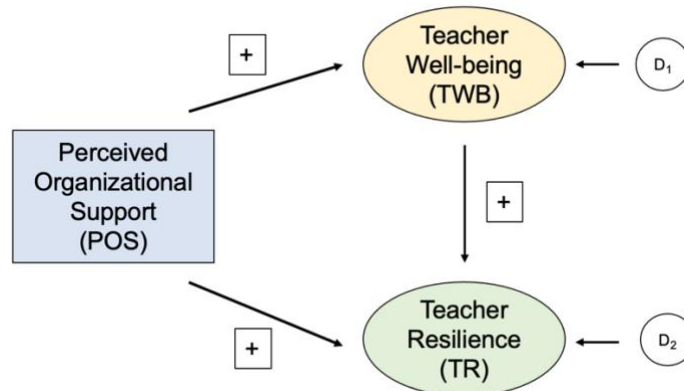 +
Teacher
Well-being
(TWB)
D₁
Perceived
Organizational
Support
(POS)
+
+
Teacher
Resilience
(TR)
D₂